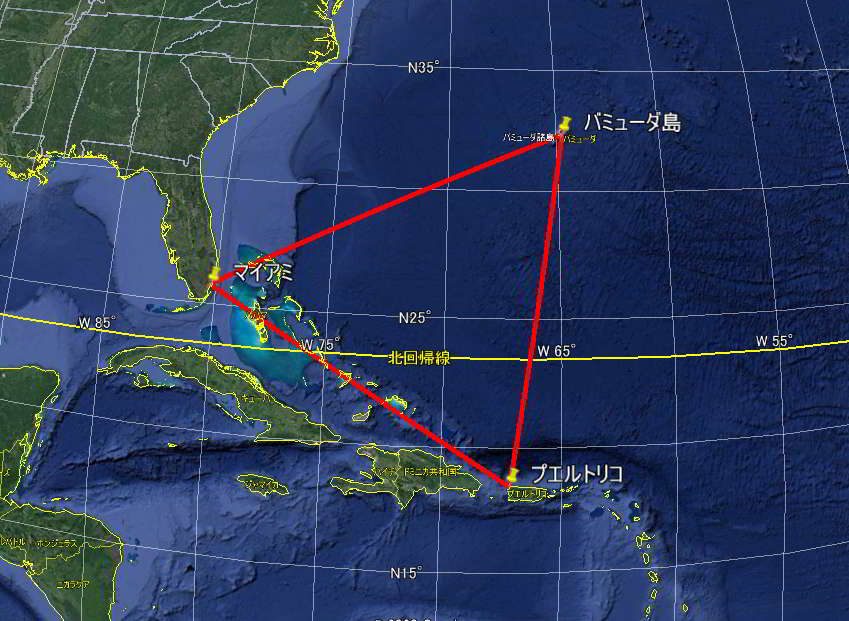 N35°
バミューダ島
バミューダ諸島
バミューダ
マイアミ
N25°
W 85°
W 75°
北回帰線
W 65°
W 55°
キューバ
ハイチ
ドミニカ共和国
プエルトリコ
ジャマイカ
プエルトリコ
ホンジュラス
N15°
ニカラグア